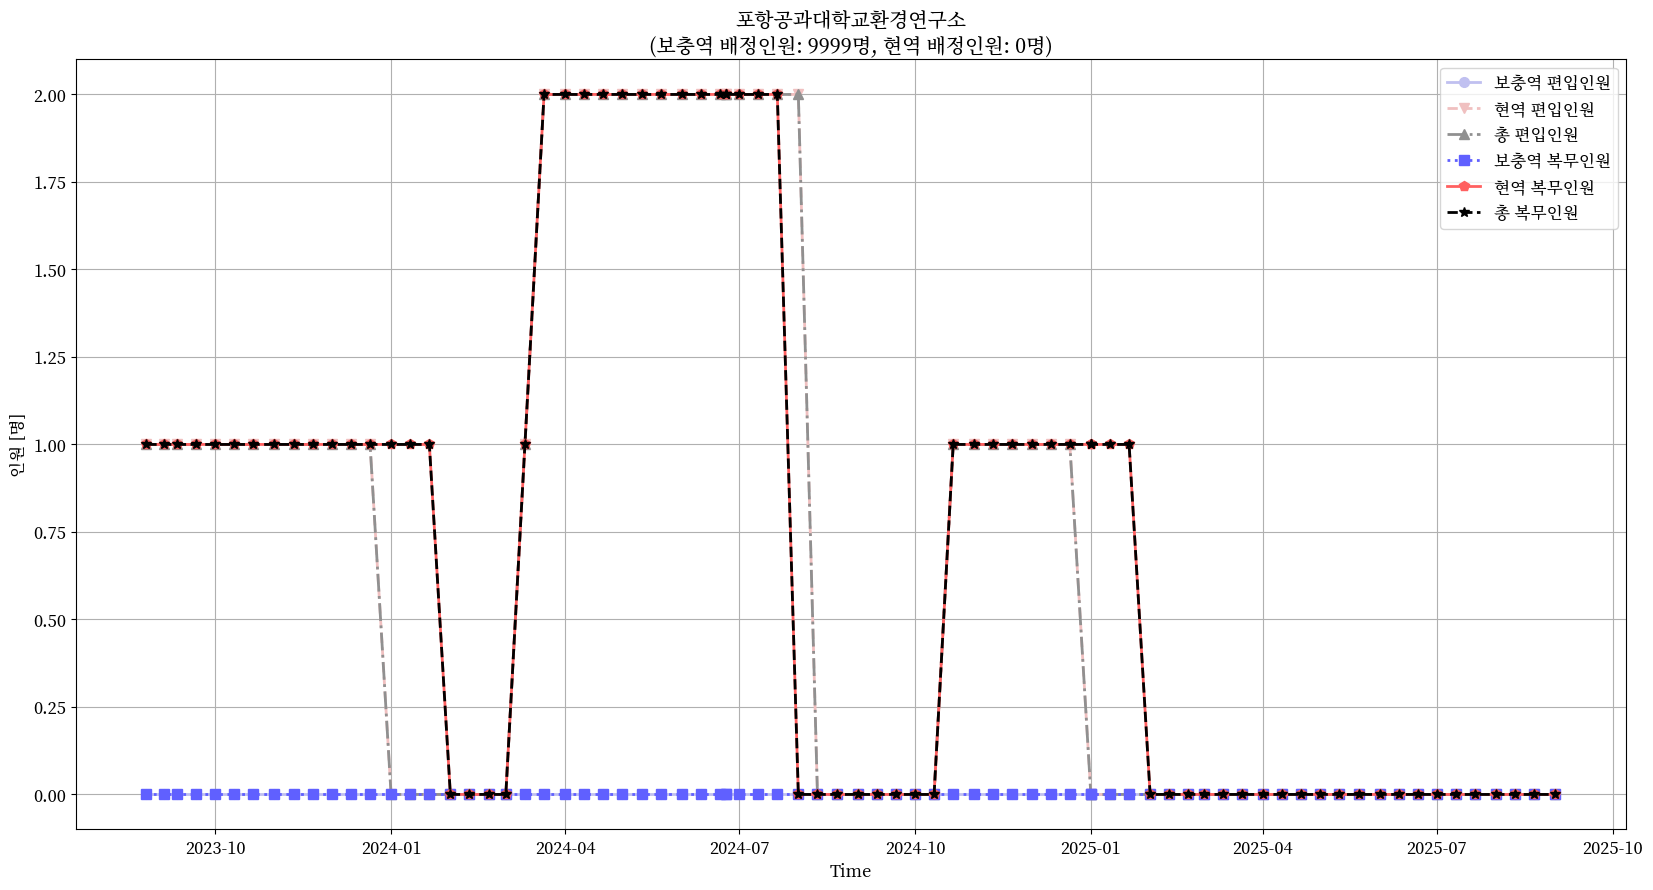 포항공과대학교환경연구소
(보충역 배정인원: 9999명, 현역 배정인원: 0명)
보충역 편입인원
현역 편입인원
총 편입인원
보충역 복무인원
현역 복무인원
총 복무인원
2.00
1.75
1.50
1.25
1.00
0.75
0.50
0.25
0.00
인원 [명]
2023-10
2024-01
2024-04
2024-07
2024-10
2025-01
2025-04
2025-07
2025-10
Time